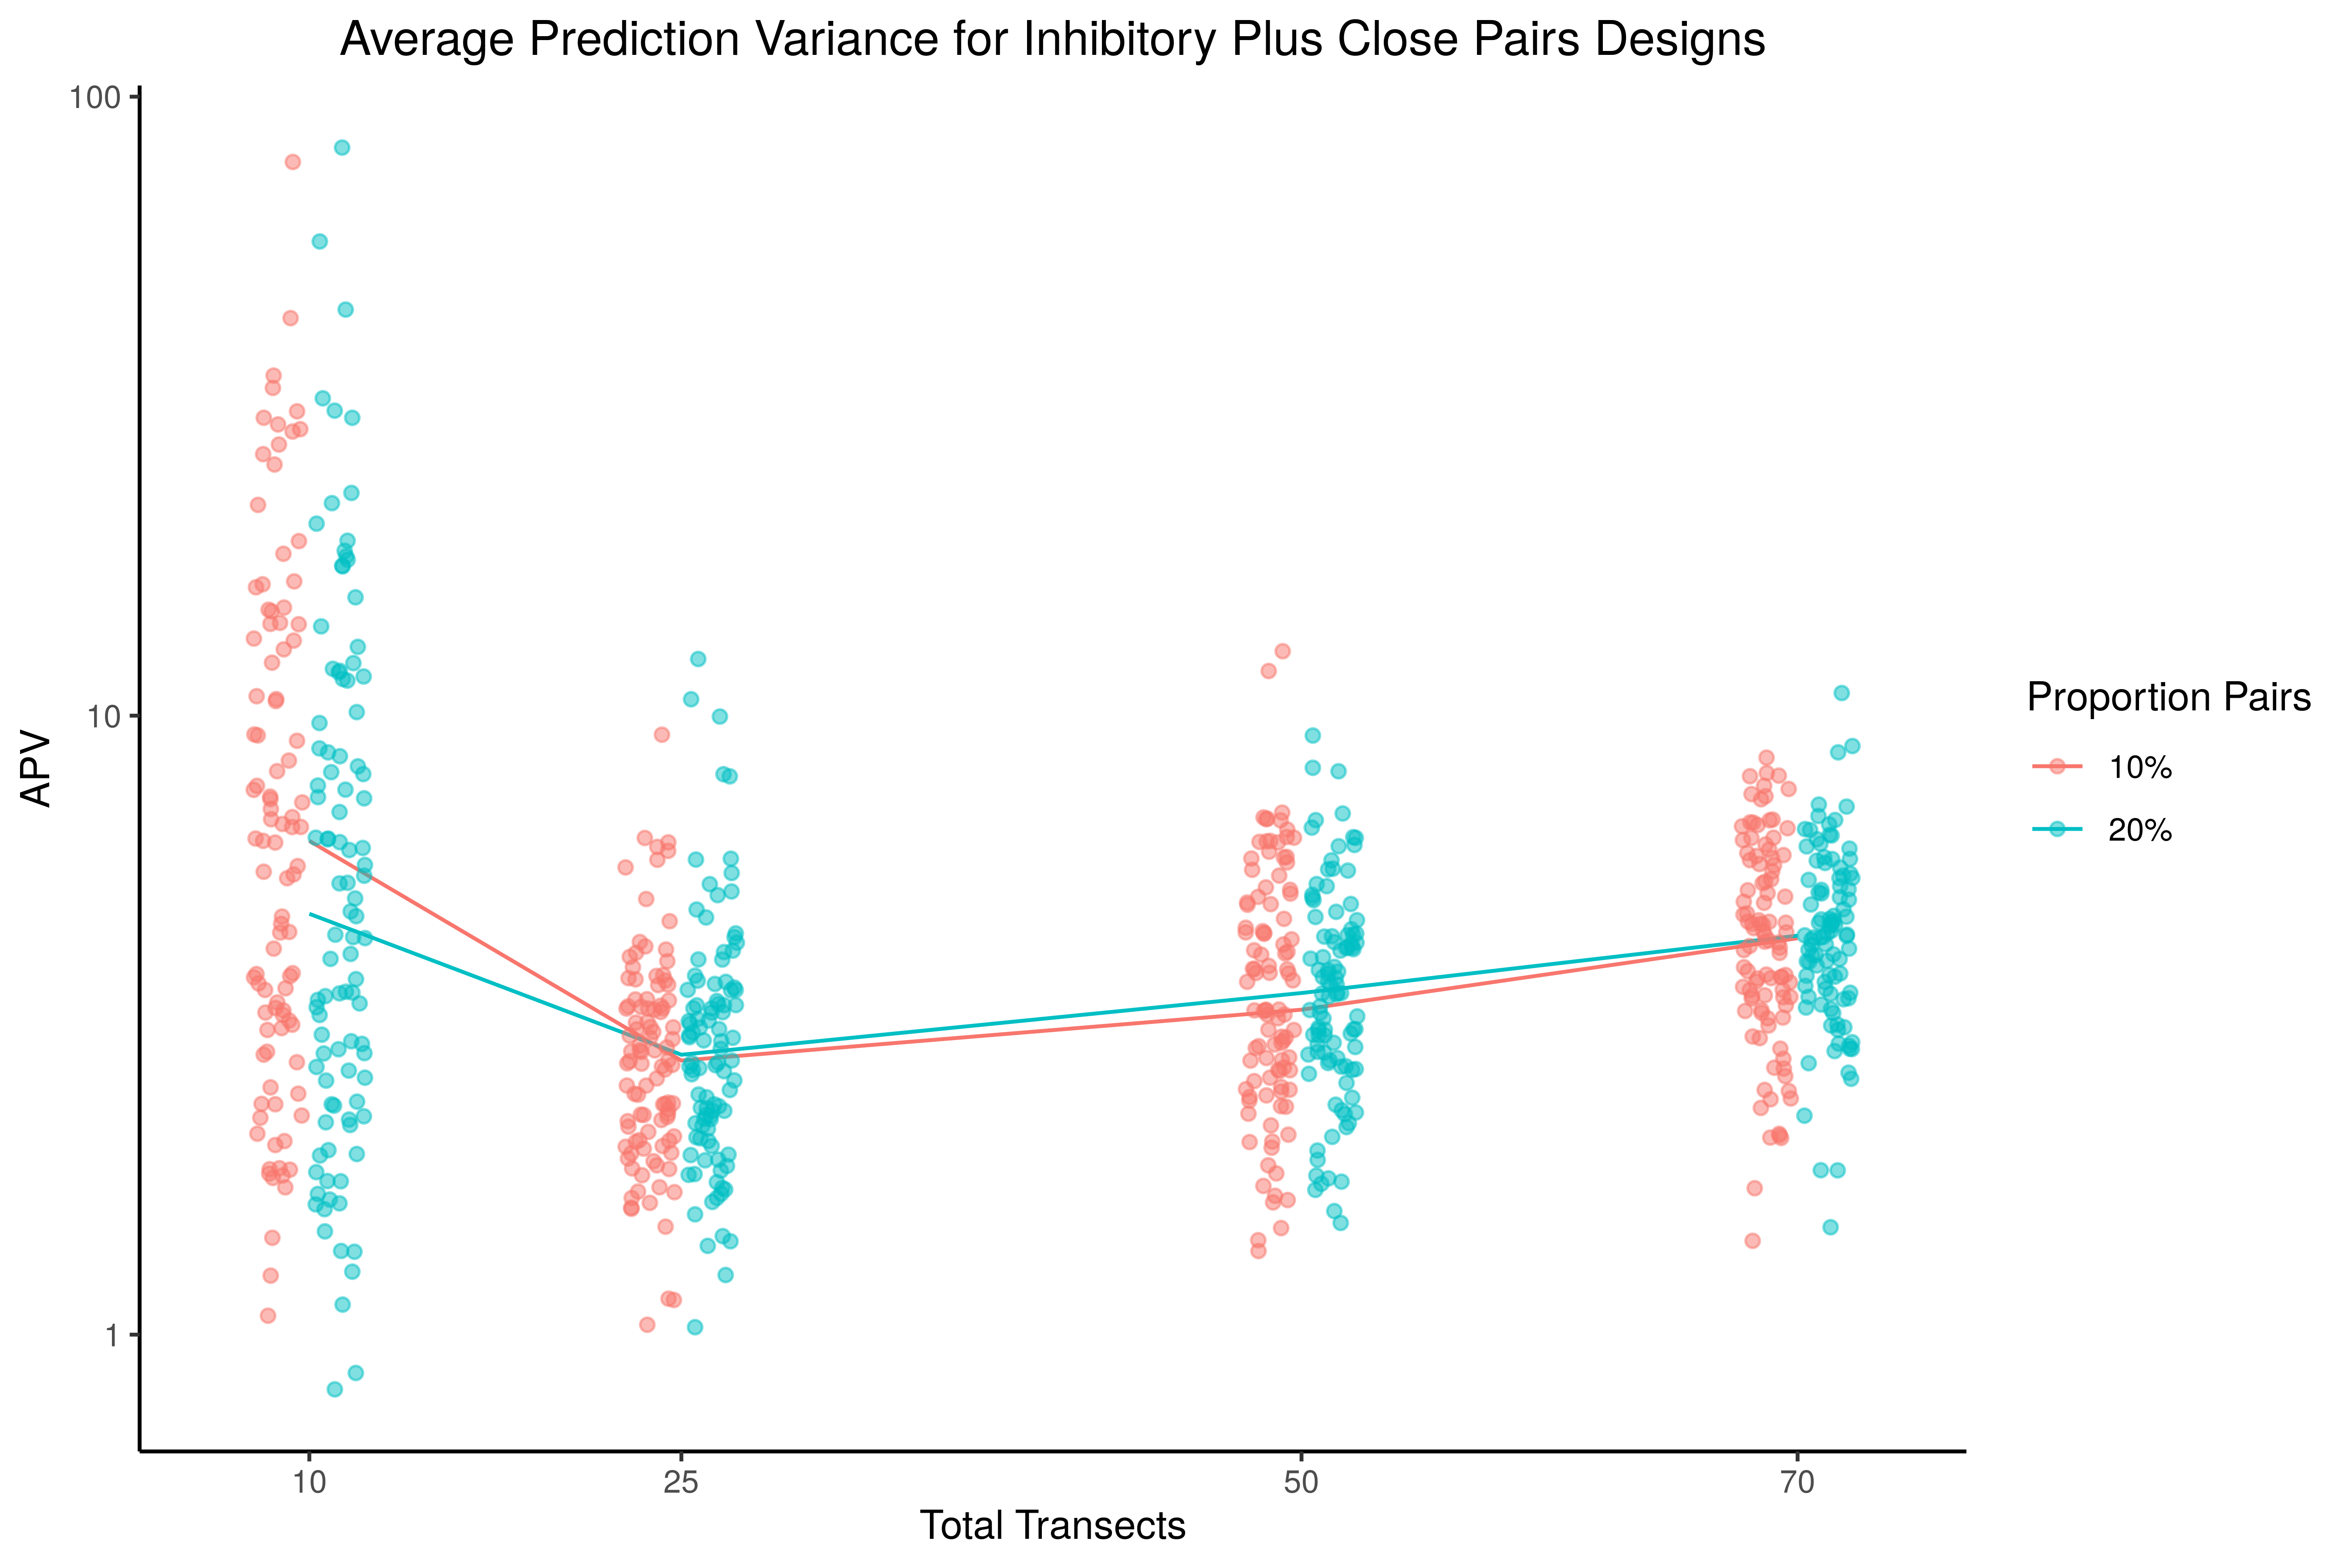 Average Prediction Variance for Inhibitory Plus Close Pairs Designs
100
10
1
APV
10 25 50 70
Total Transects
Proportion Pairs
10%
20%